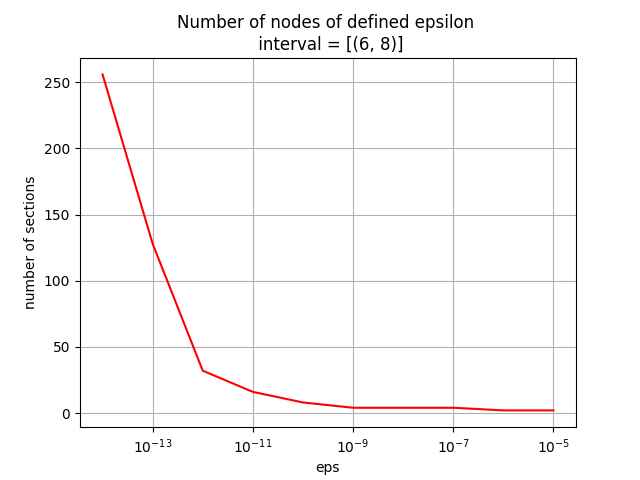 Number of nodes of defined epsilon
interval = [(6, 8)]
number of sections
250
200
150
100
50
0
10⁻¹³
10⁻¹¹
10⁻⁹
10⁻⁷
10⁻⁵
eps